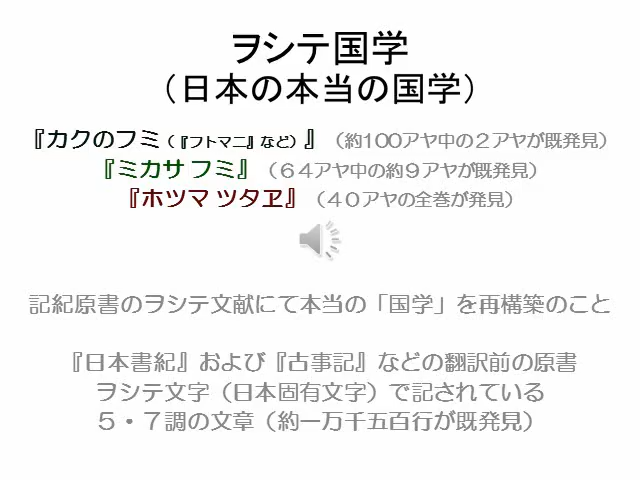 ヲシテ国学
（日本の本当の国学）
『カクのフミ（『フトマニ』など）』（約100アヤ中の２アヤが既発見）
『ミカサ フミ』（６４アヤ中の約９アヤが既発見）
『ホツマ ツタヱ』（４０アヤの全巻が発見）
記紀原書のヲシテ文献にて本当の「国学」を再構築のこと
『日本書紀』および『古事記』などの翻訳前の原書
ヲシテ文字（日本固有文字）で記されている
５・７調の文章（約一万千五百行が既発見）